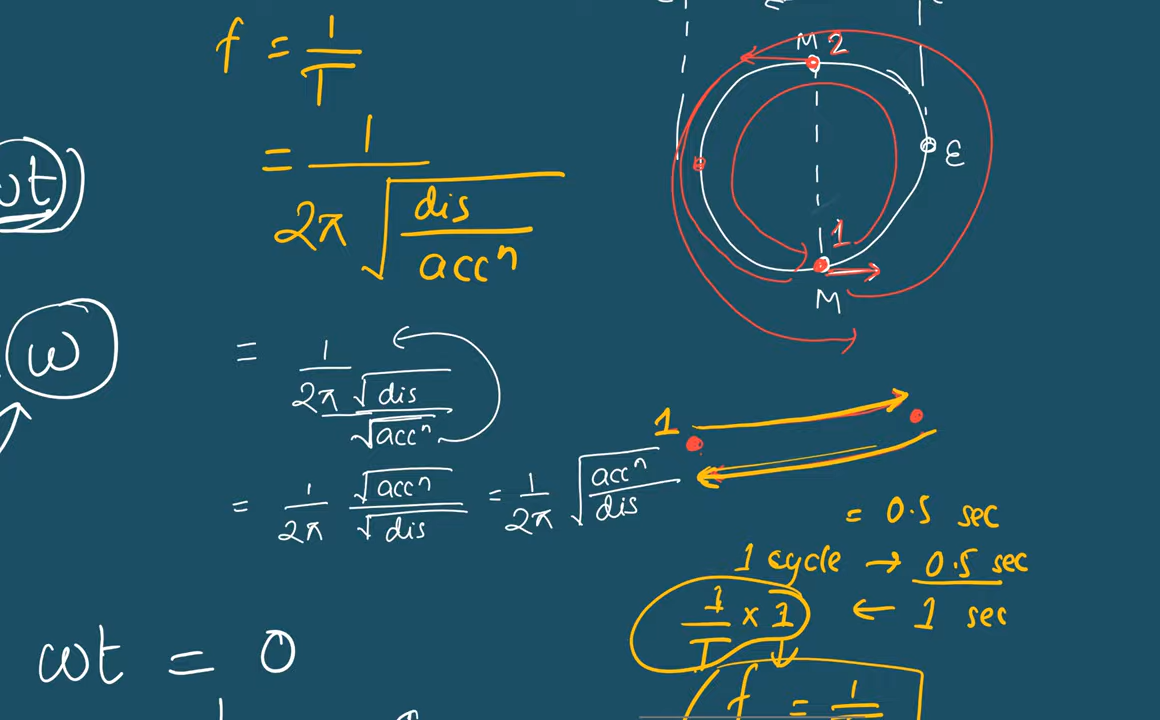 f = 1/T
= 1/(2π √(dis/accⁿ))
ωt))
ω
= 1/(2π √dis/√accⁿ)
= 1/2π √accⁿ/√dis = 1/2π √(accⁿ/dis)
ωt = 0
M 2
ε
1
M
1
= 0.5 sec
1 cycle → 0.5 sec
1/T × 1 ← 1 sec
f = 1